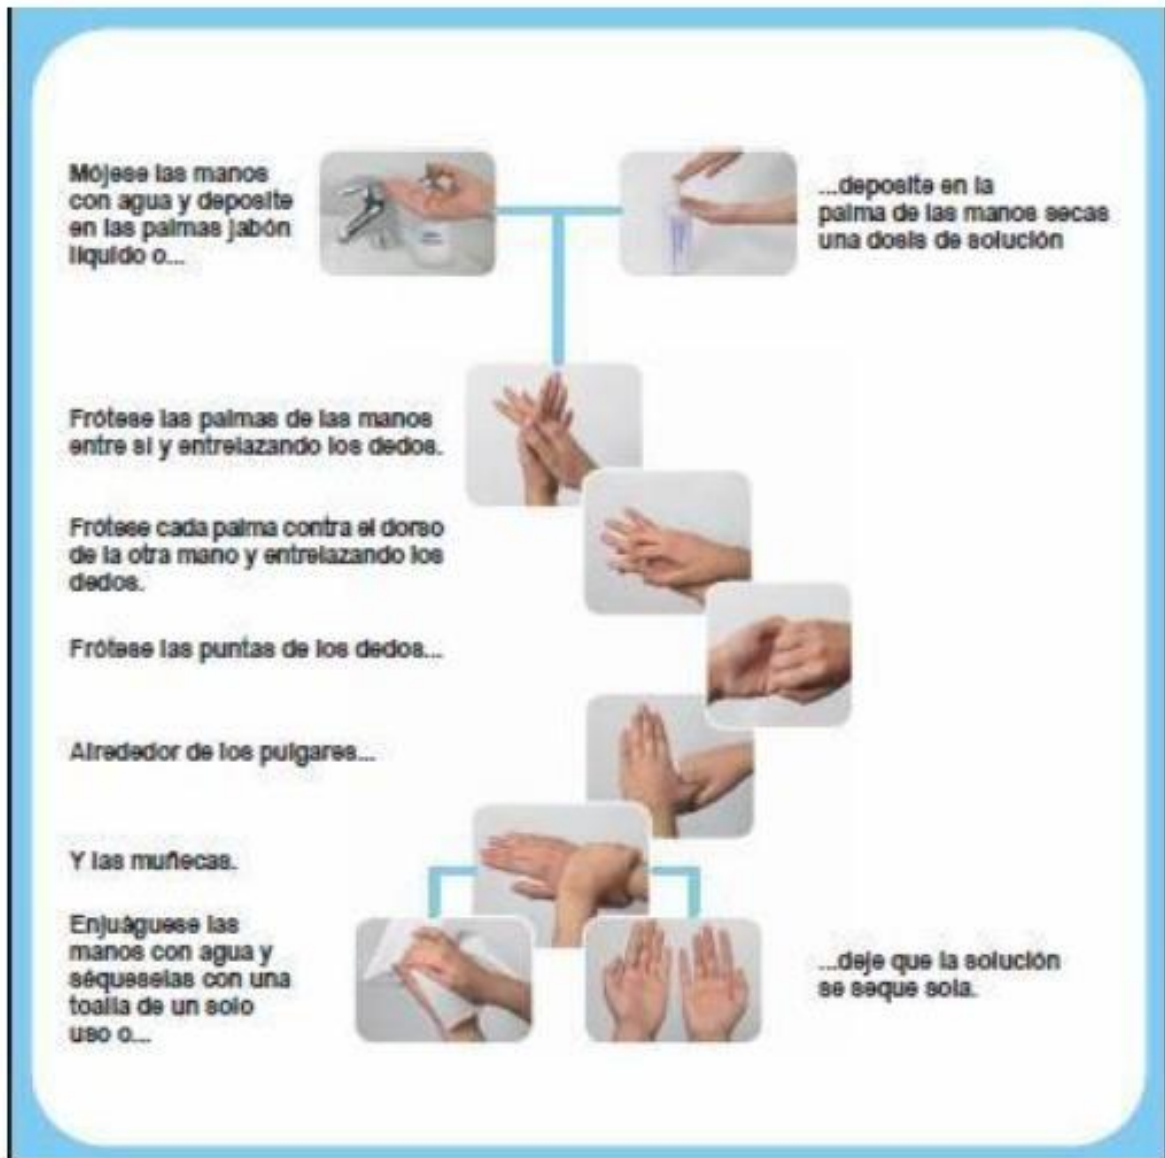 Mójese las manos
con agua y deposite
en las palmas jabón
líquido o...
...deposite en la
palma de las manos secas
una dosis de solución
Frótese las palmas de las manos
entre sí y entrelazando los dedos.
Frótese cada palma contra el dorso
de la otra mano y entrelazando los
dedos.
Frótese las puntas de los dedos...
Alrededor de los pulgares...
Y las muñecas.
Enjuáguese las
manos con agua y
séqueselas con una
toalla de un solo
uso o...
...deje que la solución
se seque sola.